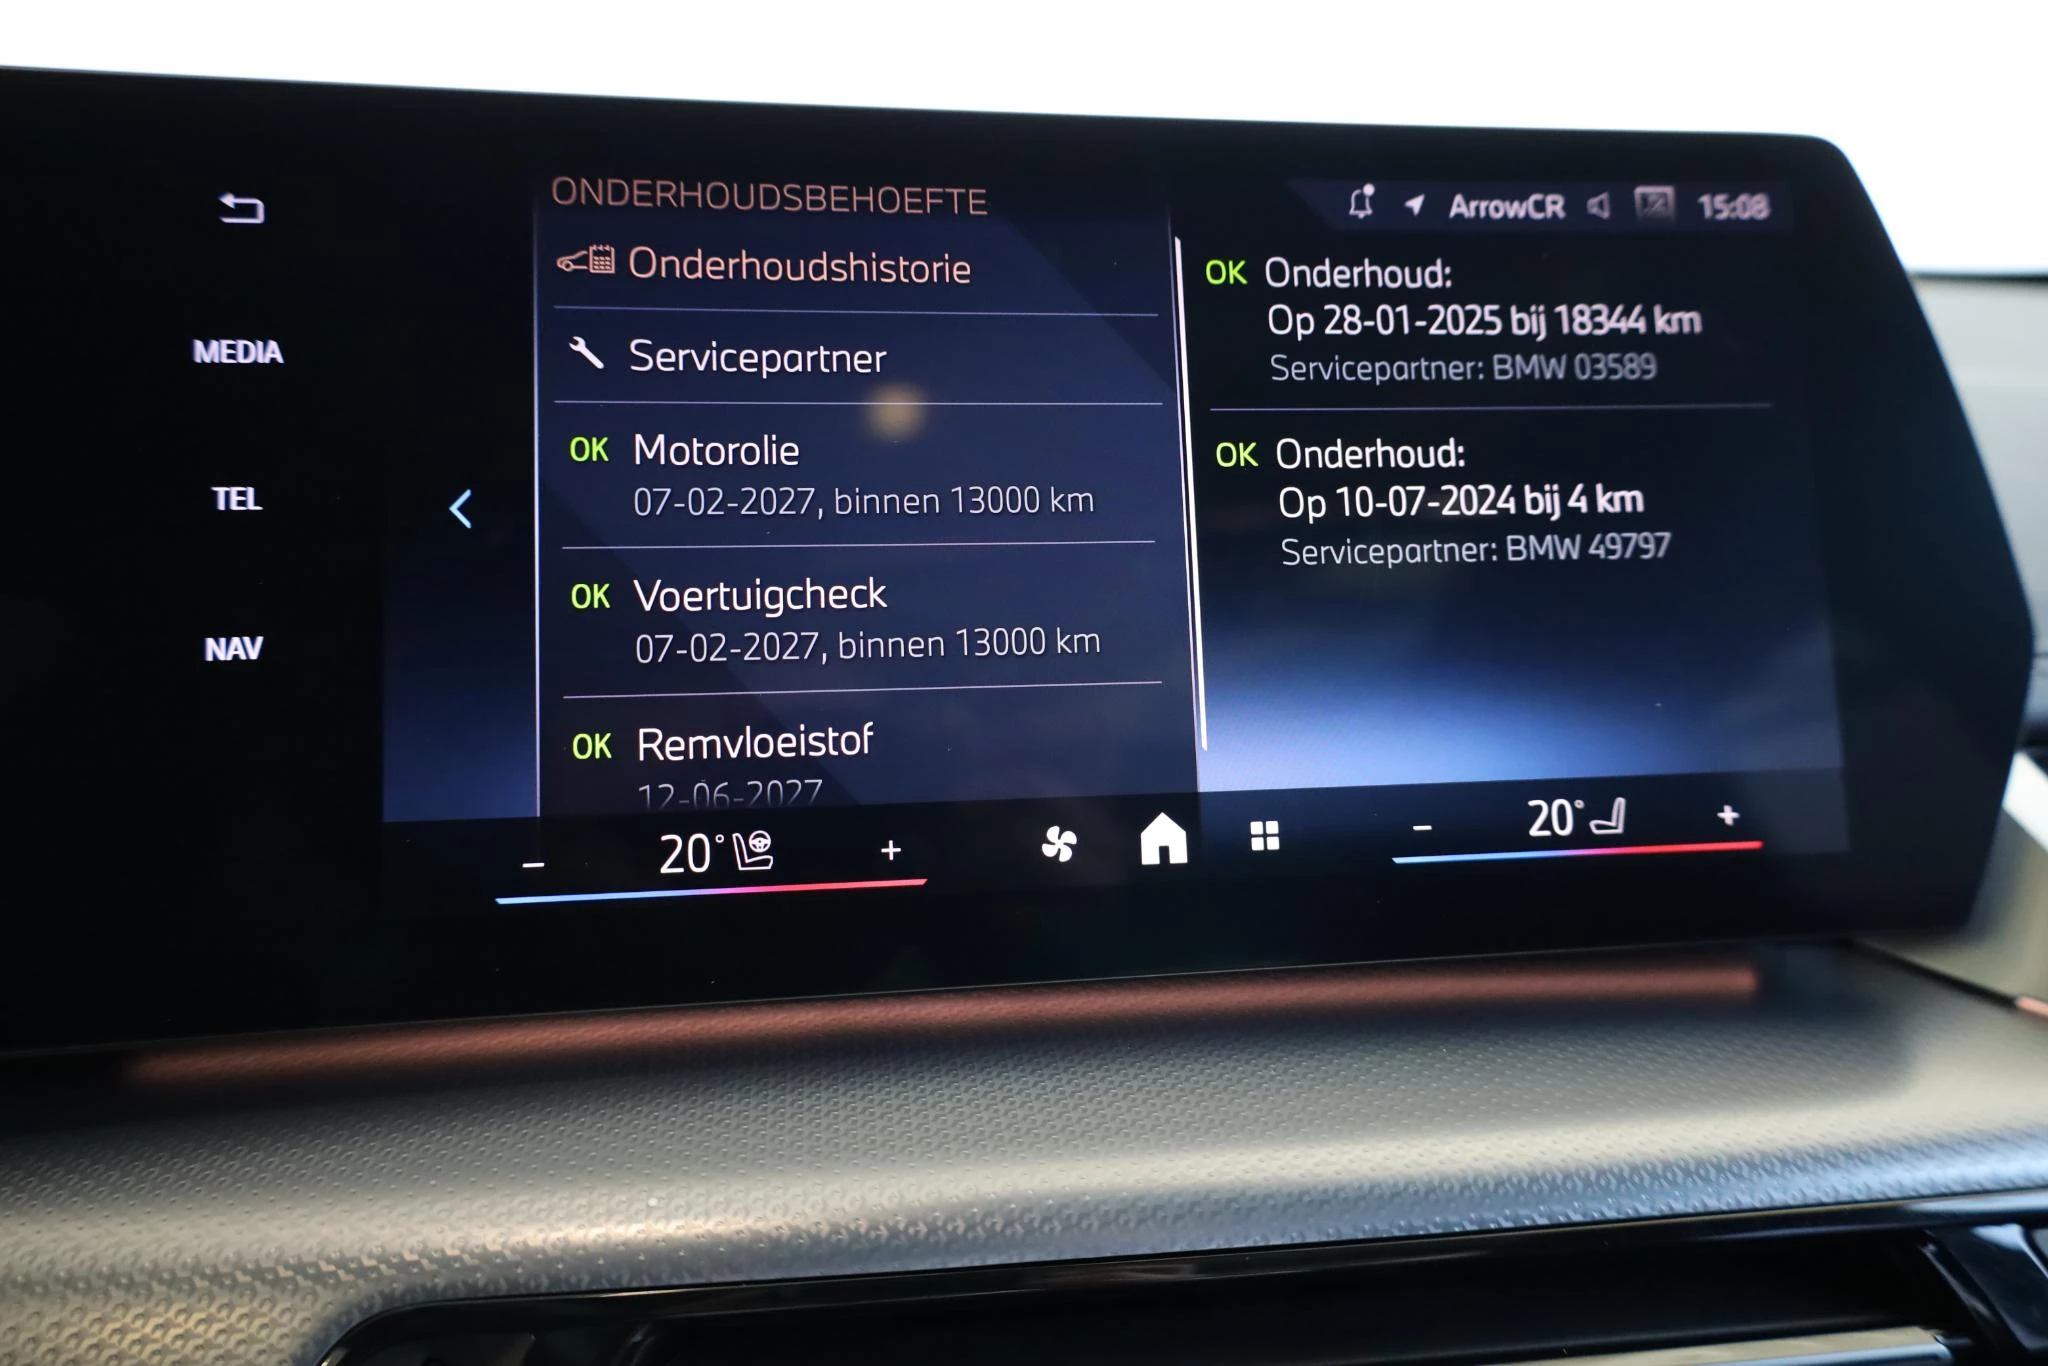 MEDIA
TEL
NAV
ONDERHOUDSBEHOEFTE
Onderhoudshistorie
Servicepartner
OK Motorolie
07-02-2027, binnen 13000 km
OK Voertuigcheck
07-02-2027, binnen 13000 km
OK Remvloeistof
12-06-2027
ArrowCR 15:08
OK Onderhoud:
Op 28-01-2025 bij 18344 km
Servicepartner: BMW 03589
OK Onderhoud:
Op 10-07-2024 bij 4 km
Servicepartner: BMW 49797
− 20° + − 20° +